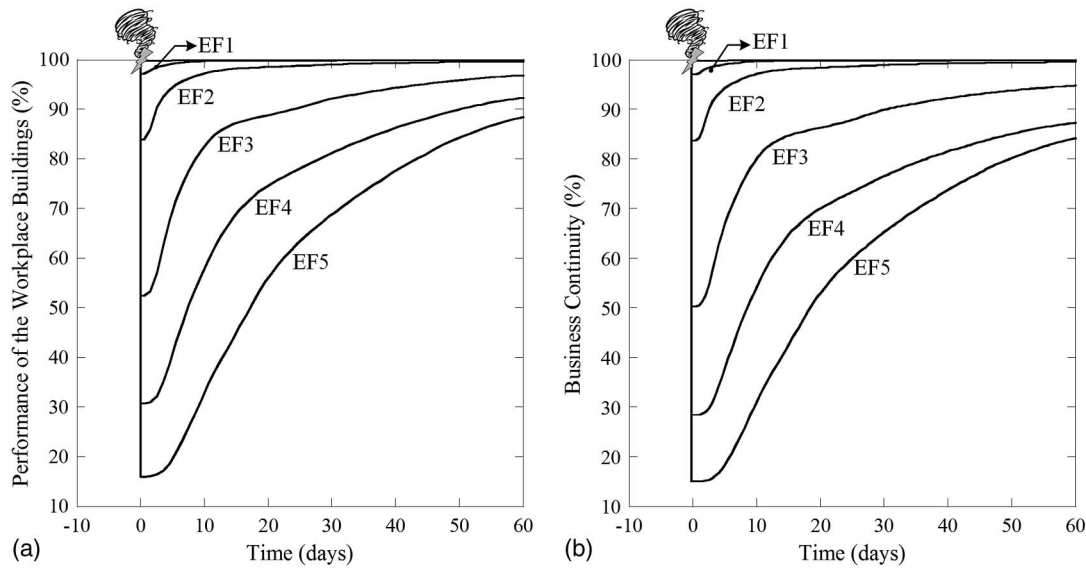 EF1
100
90
80
70
60
50
40
30
20
10
Performance of the Workplace Buildings (%)
EF2
EF3
EF4
EF5
-10 0 10 20 30 40 50 60
Time (days)
(a)
EF1
100
90
80
70
60
50
40
30
20
10
Business Continuity (%)
EF2
EF3
EF4
EF5
-10 0 10 20 30 40 50 60
Time (days)
(b)